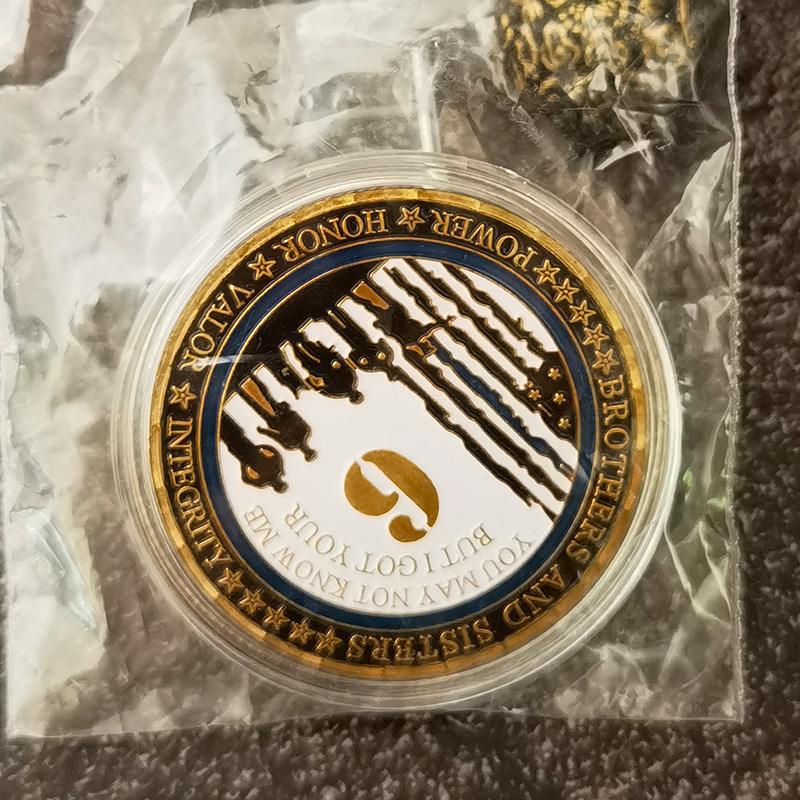 BROTHERS AND SISTERS
INTEGRITY ☆ VALOR ☆ HONOR ☆ POWER
YOU MAY NOT KNOW ME
BUT I GOT YOUR
6